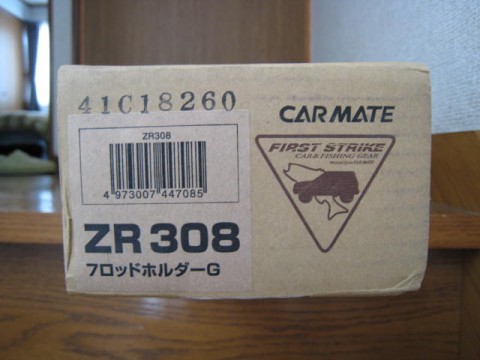 41C18260
CARMATE
ZR308
4 973007 447085
FIRST STRIKE
CAR&FISHING GEAR
ZR 308
7ロッドホルダーG